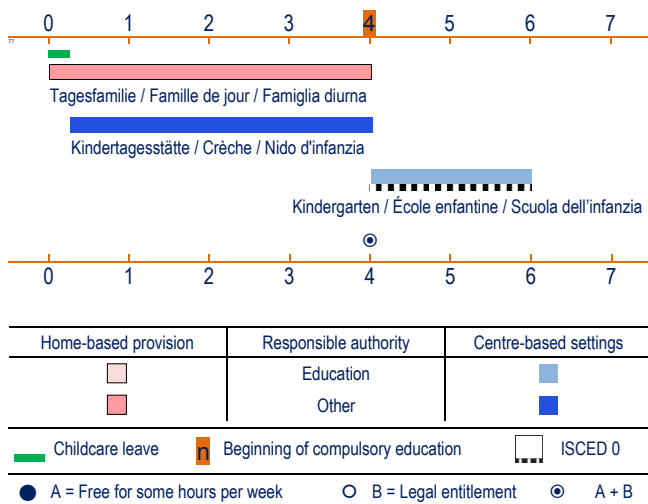 0 1 2 3 4 5 6 7
77
Tagesfamilie / Famille de jour / Famiglia diurna
Kindertagesstätte / Crèche / Nido d'infanzia
Kindergarten / École enfantine / Scuola dell'infanzia
0 1 2 3 4 5 6 7
Home-based provision Responsible authority Centre-based settings
Education
Other
Childcare leave n Beginning of compulsory education ISCED 0
A = Free for some hours per week B = Legal entitlement A + B